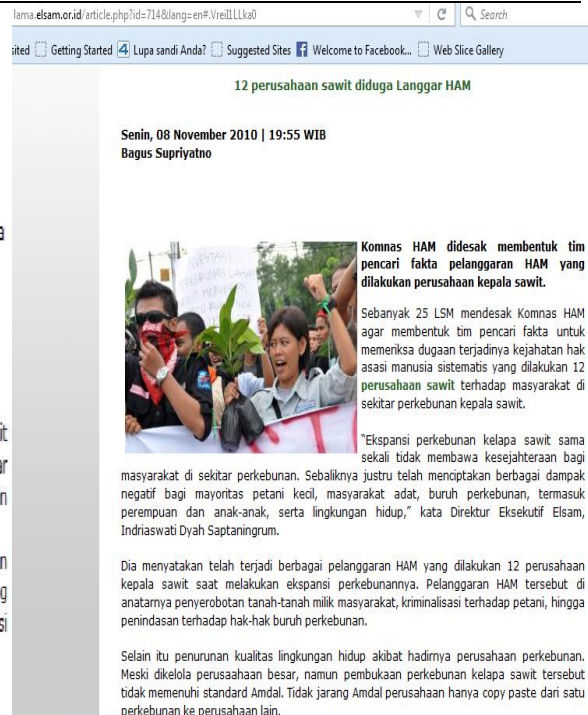 lama.elsam.or.id/article.php?id=714&lang=en#.Vreil1LLka0
Search
sited Getting Started Lupa sandi Anda? Suggested Sites Welcome to Facebook... Web Slice Gallery
12 perusahaan sawit diduga Langgar HAM
Senin, 08 November 2010 | 19:55 WIB
Bagus Supriyatno
Komnas HAM didesak membentuk tim
pencari fakta pelanggaran HAM yang
dilakukan perusahaan kepala sawit.
Sebanyak 25 LSM mendesak Komnas HAM
agar membentuk tim pencari fakta untuk
memeriksa dugaan terjadinya kejahatan hak
asasi manusia sistematis yang dilakukan 12
perusahaan sawit terhadap masyarakat di
sekitar perkebunan kepala sawit.
"Ekspansi perkebunan kelapa sawit sama
sekali tidak membawa kesejahteraan bagi
masyarakat di sekitar perkebunan. Sebaliknya justru telah menciptakan berbagai dampak
negatif bagi mayoritas petani kecil, masyarakat adat, buruh perkebunan, termasuk
perempuan dan anak-anak, serta lingkungan hidup," kata Direktur Eksekutif Elsam,
Indriaswati Dyah Saptaningrum.
Dia menyatakan telah terjadi berbagai pelanggaran HAM yang dilakukan 12 perusahaan
kepala sawit saat melakukan ekspansi perkebunannya. Pelanggaran HAM tersebut di
anatarnya penyerobotan tanah-tanah milik masyarakat, kriminalisasi terhadap petani, hingga
penindasan terhadap hak-hak buruh perkebunan.
Selain itu penurunan kualitas lingkungan hidup akibat hadirnya perusahaan perkebunan.
Meski dikelola perusaahaan besar, namun pembukaan perkebunan kelapa sawit tersebut
tidak memenuhi standard Amdal. Tidak jarang Amdal perusahaan hanya copy paste dari satu
perkebunan ke perusahaan lain.